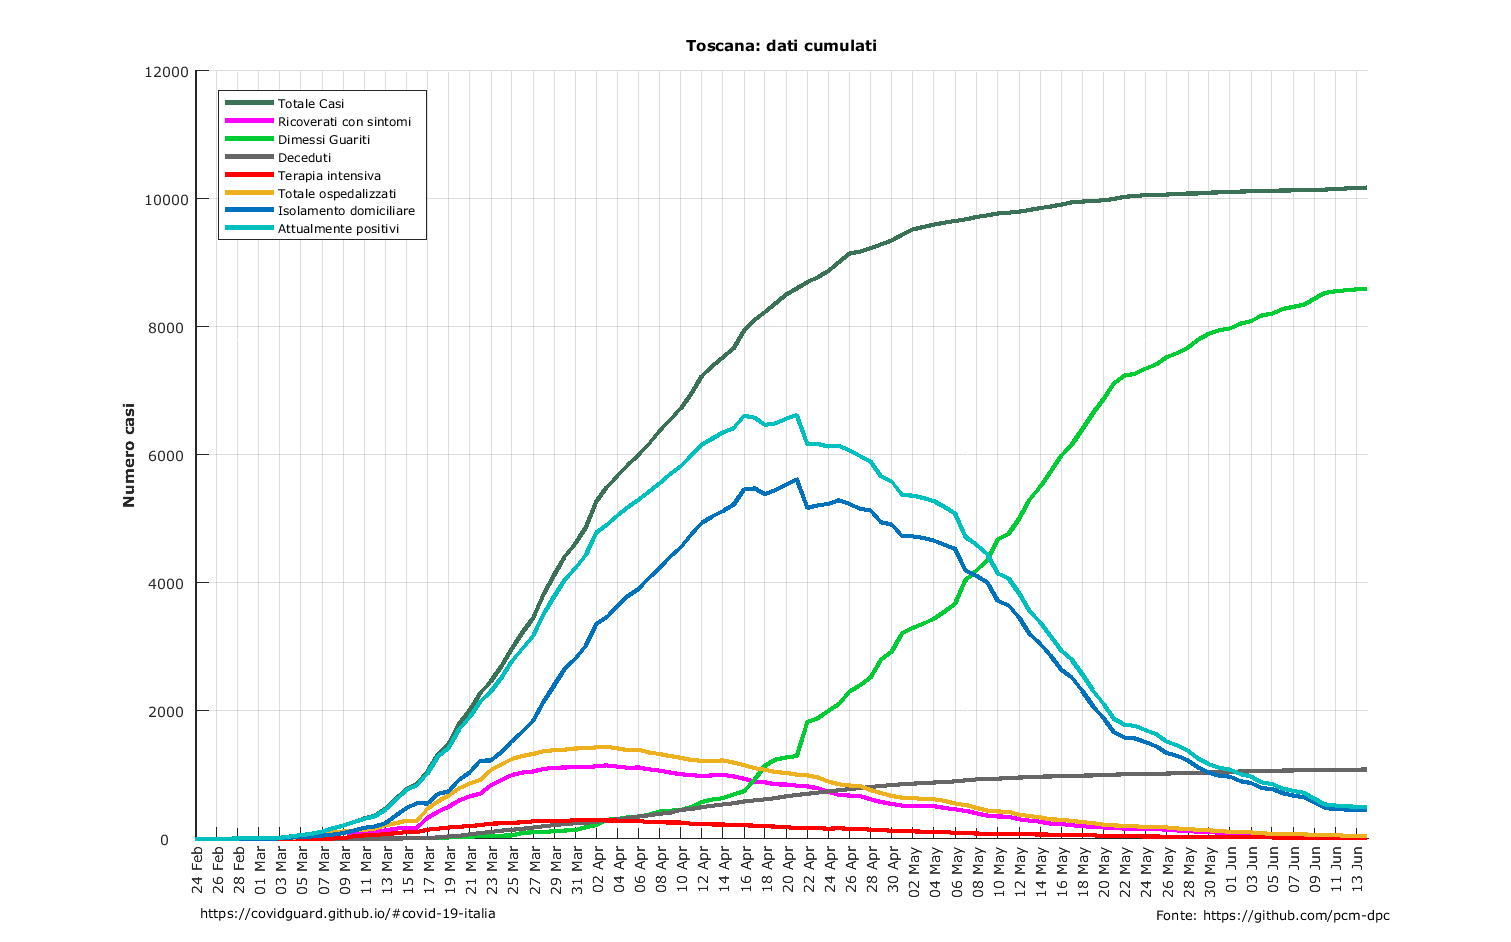 Toscana: dati cumulati
Numero casi
12000
10000
8000
6000
4000
2000
0
Totale Casi
Ricoverati con sintomi
Dimessi Guariti
Deceduti
Terapia intensiva
Totale ospedalizzati
Isolamento domiciliare
Attualmente positivi
24 Feb
26 Feb
28 Feb
01 Mar
03 Mar
05 Mar
07 Mar
09 Mar
11 Mar
13 Mar
15 Mar
17 Mar
19 Mar
21 Mar
23 Mar
25 Mar
27 Mar
29 Mar
31 Mar
02 Apr
04 Apr
06 Apr
08 Apr
10 Apr
12 Apr
14 Apr
16 Apr
18 Apr
20 Apr
22 Apr
24 Apr
26 Apr
28 Apr
30 Apr
02 May
04 May
06 May
08 May
10 May
12 May
14 May
16 May
18 May
20 May
22 May
24 May
26 May
28 May
30 May
01 Jun
03 Jun
05 Jun
07 Jun
09 Jun
11 Jun
13 Jun
https://covidguard.github.io/#covid-19-italia
Fonte: https://github.com/pcm-dpc